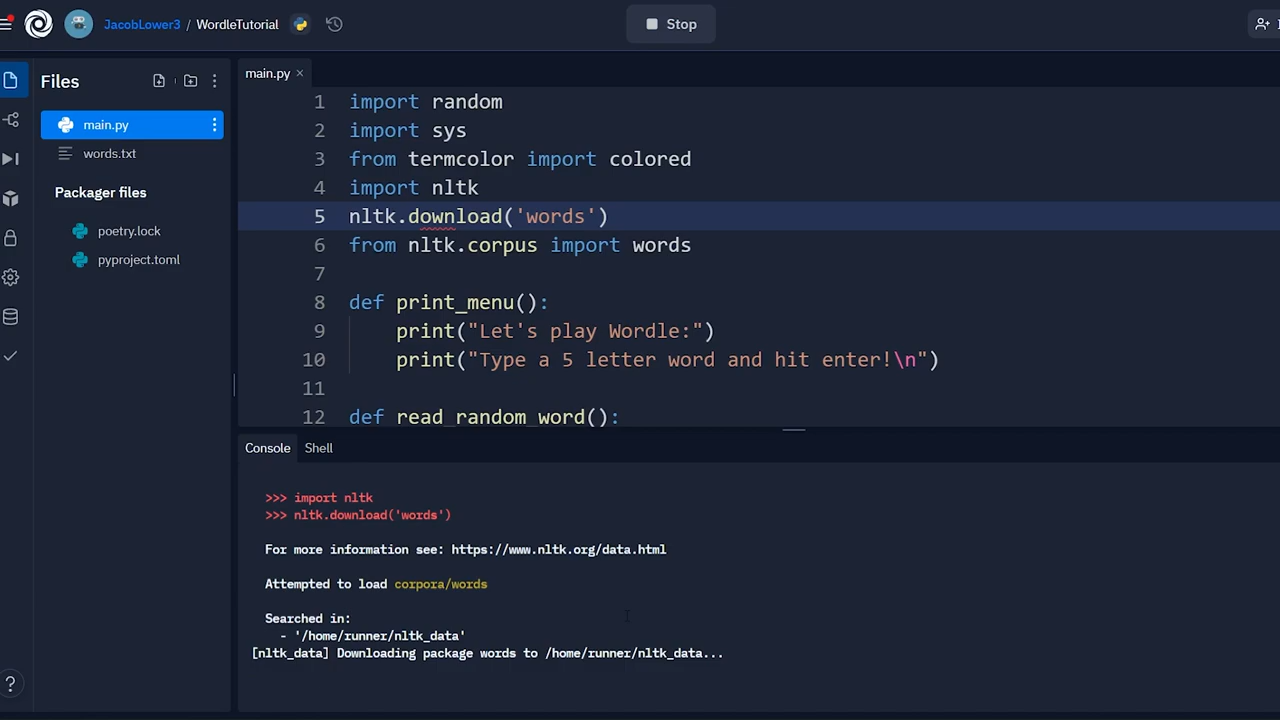 JacobLower3 / WordleTutorial
Stop
Files
main.py
words.txt
Packager files
poetry.lock
pyproject.toml
main.py ×
1 import random
2 import sys
3 from termcolor import colored
4 import nltk
5 nltk.download('words')
6 from nltk.corpus import words
7
8 def print_menu():
9 print("Let's play Wordle:")
10 print("Type a 5 letter word and hit enter!\n")
11
12 def read_random_word():
Console Shell
>>> import nltk
>>> nltk.download('words')
For more information see: https://www.nltk.org/data.html
Attempted to load corpora/words
Searched in:
- '/home/runner/nltk_data'
[nltk_data] Downloading package words to /home/runner/nltk_data...
?